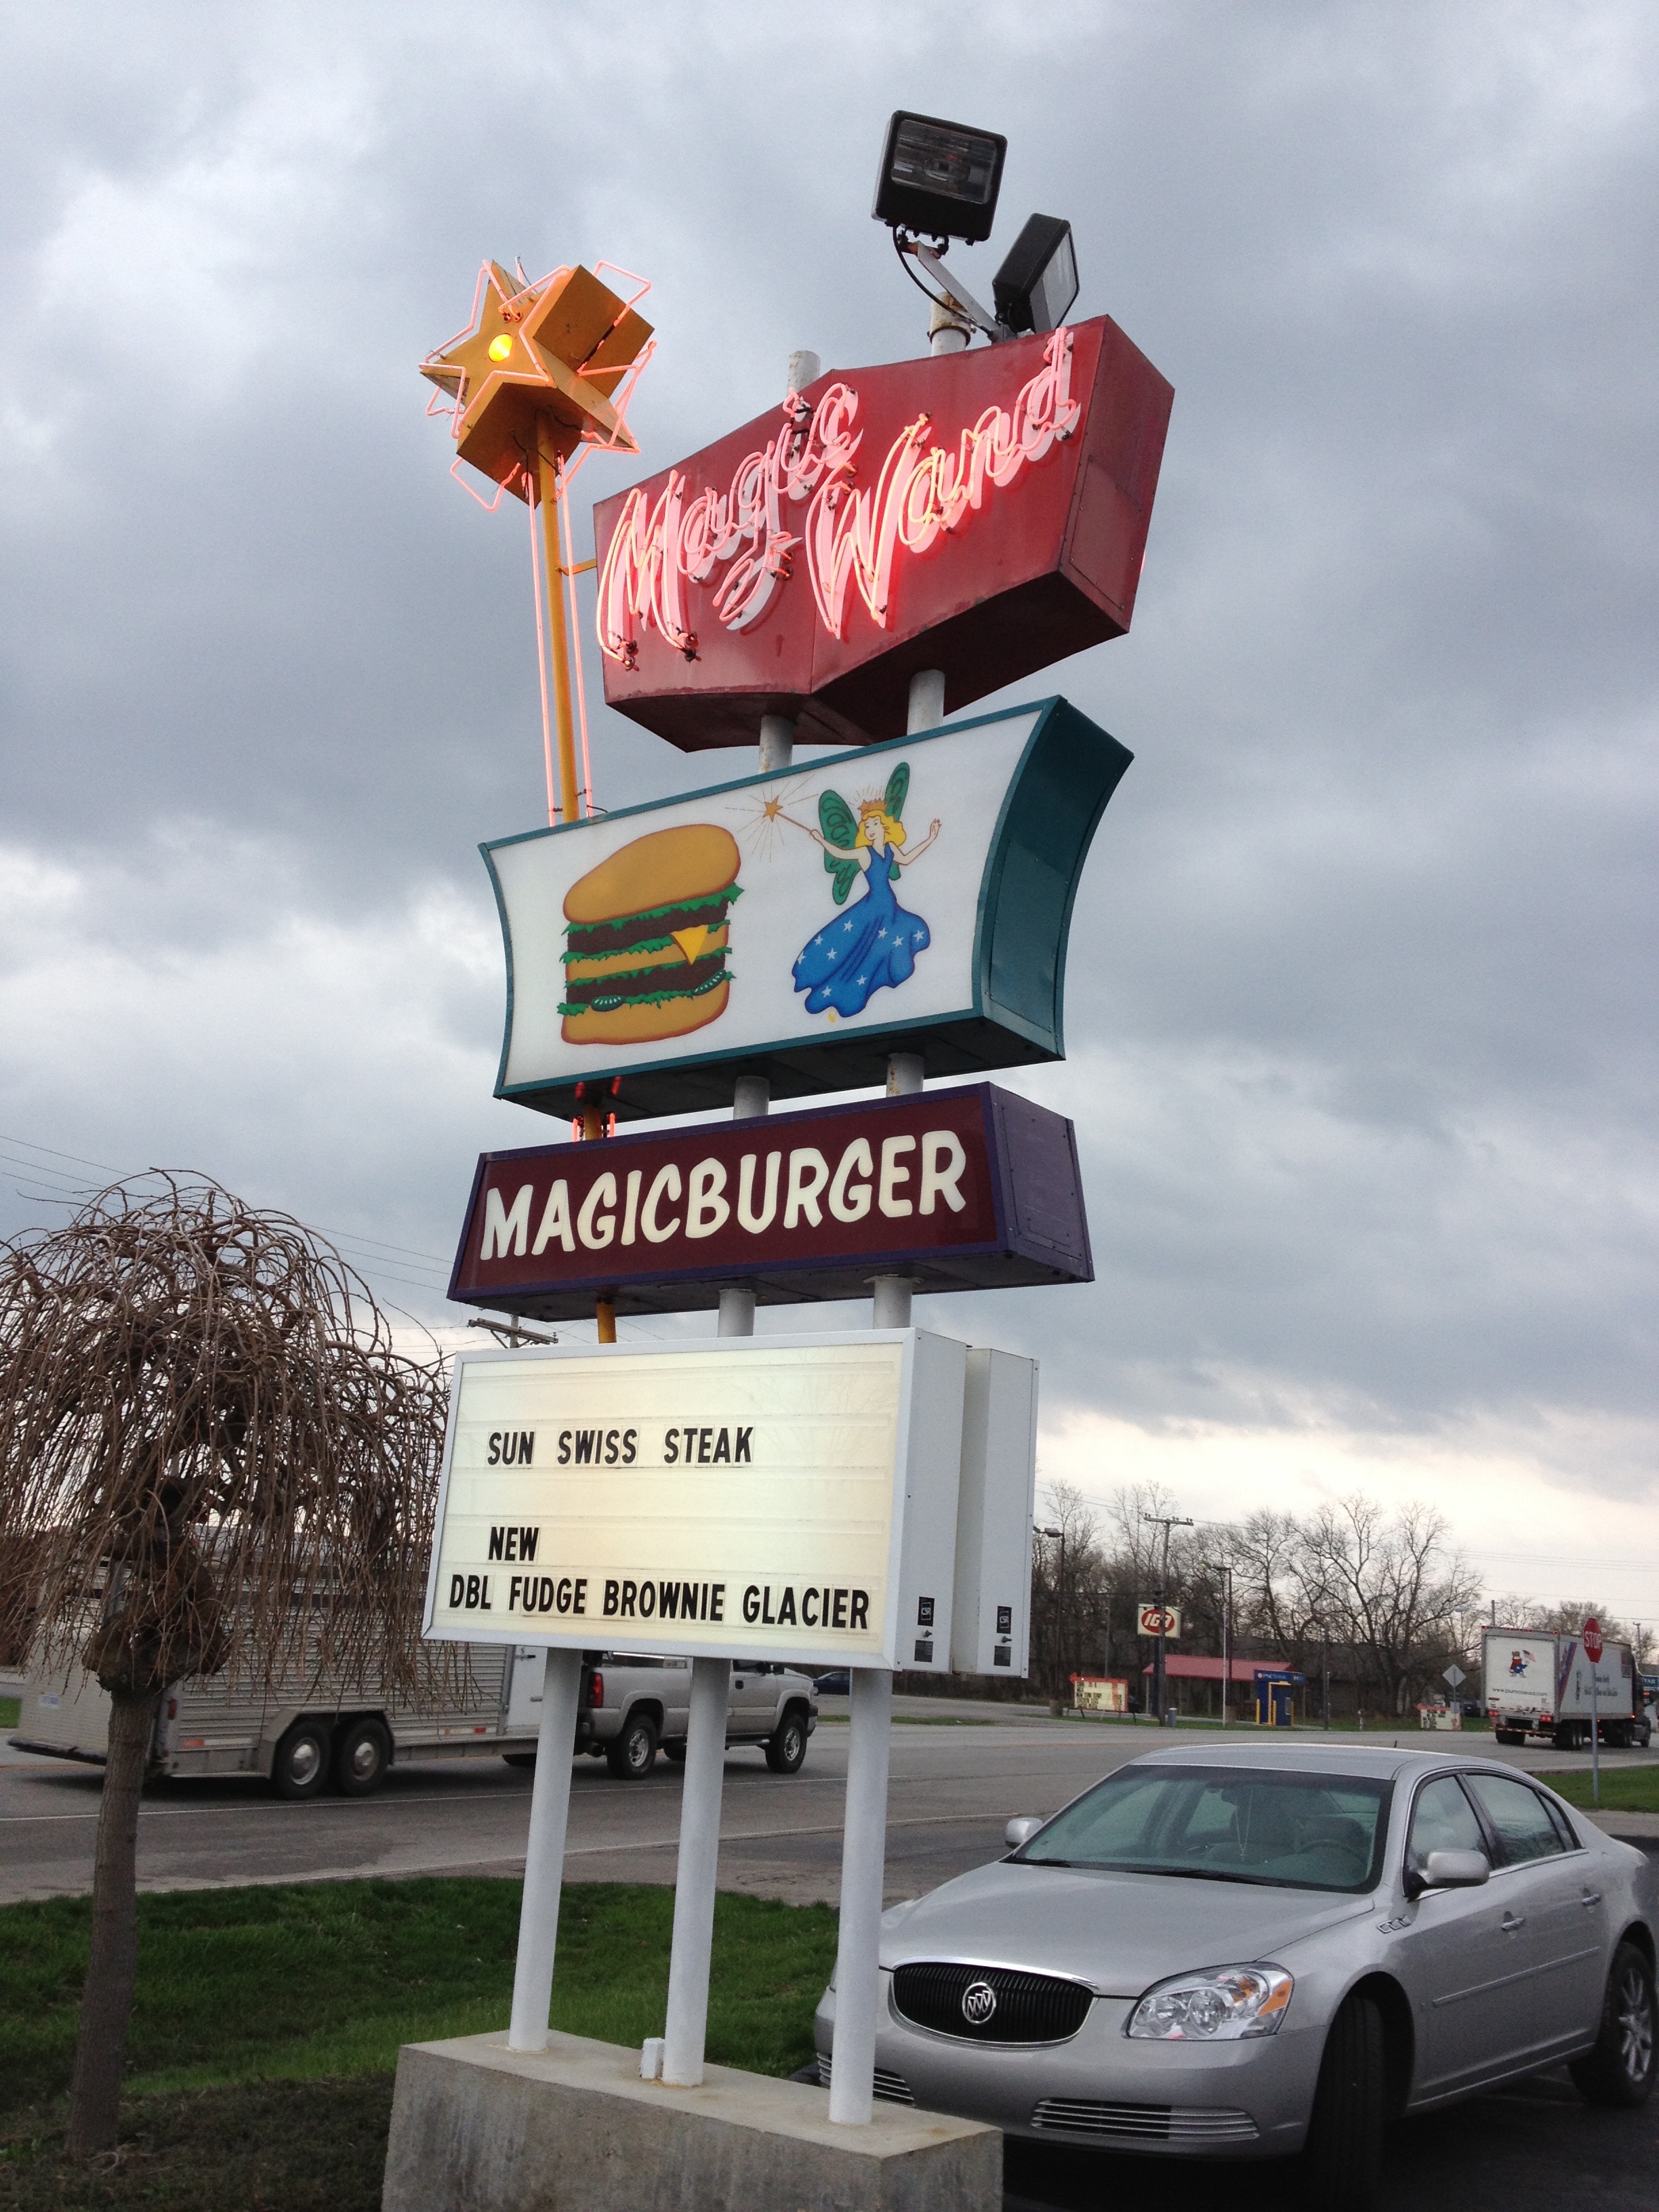 Magic Wand
MAGICBURGER
SUN SWISS STEAK
NEW
DBL FUDGE BROWNIE GLACIER
IGA
STOP